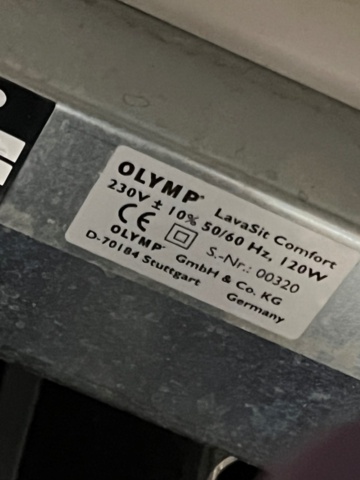 OLYMP® LavaSit Comfort
230V ± 10% 50/60 Hz, 120W
CE S.-Nr.: 00320
OLYMP® GmbH & Co. KG
D-70184 Stuttgart Germany